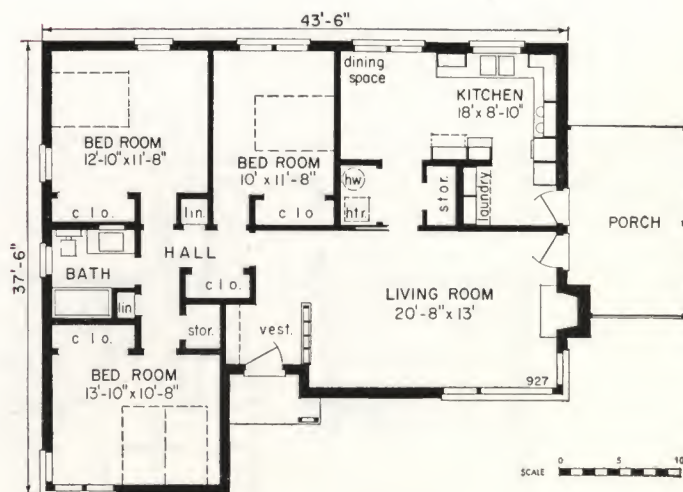 43'-6"
37'-6"
dining
space
KITCHEN
18' x 8'-10"
BED ROOM
12'-10" x 11'-8"
BED ROOM
10' x 11'-8"
clo.
lin.
clo
hw
htr.
stor.
laundry
PORCH
BATH
HALL
clo.
lin
LIVING ROOM
20'-8" x 13'
clo.
stor.
vest.
BED ROOM
13'-10" x 10'-8"
927
SCALE 0 5 10